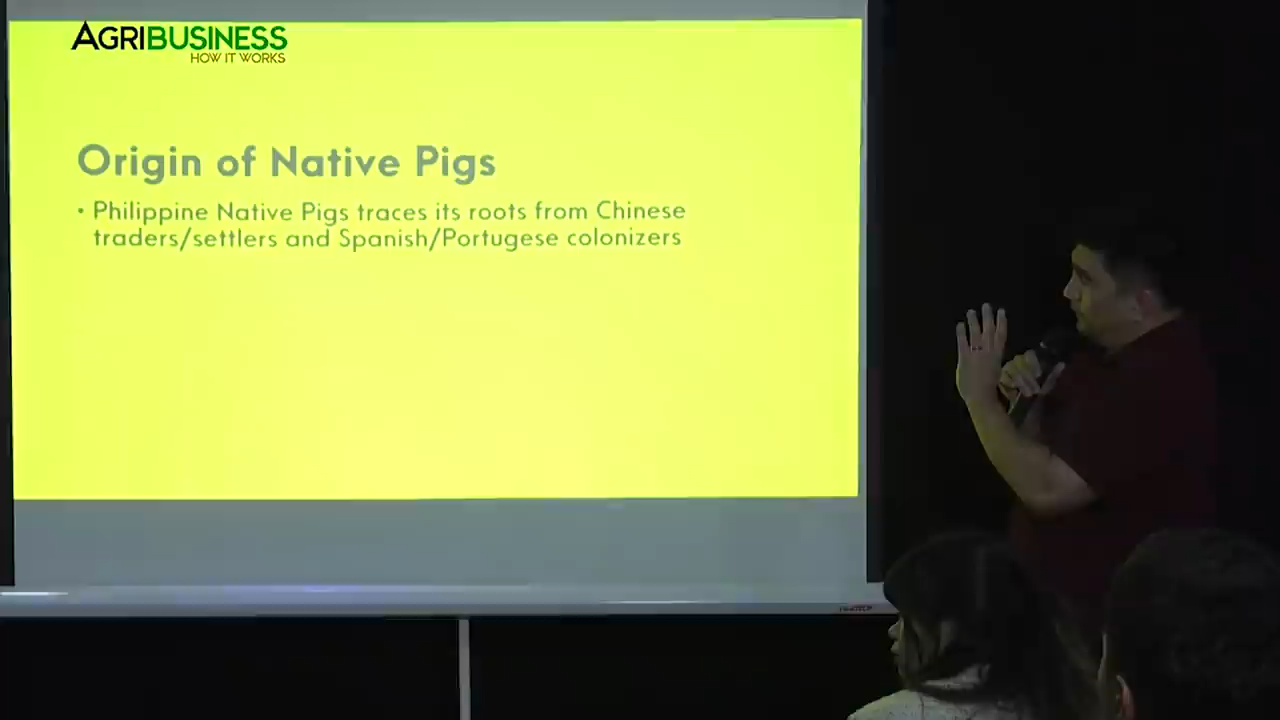 AGRIBUSINESS
HOW IT WORKS
Origin of Native Pigs
• Philippine Native Pigs traces its roots from Chinese
traders/settlers and Spanish/Portugese colonizers